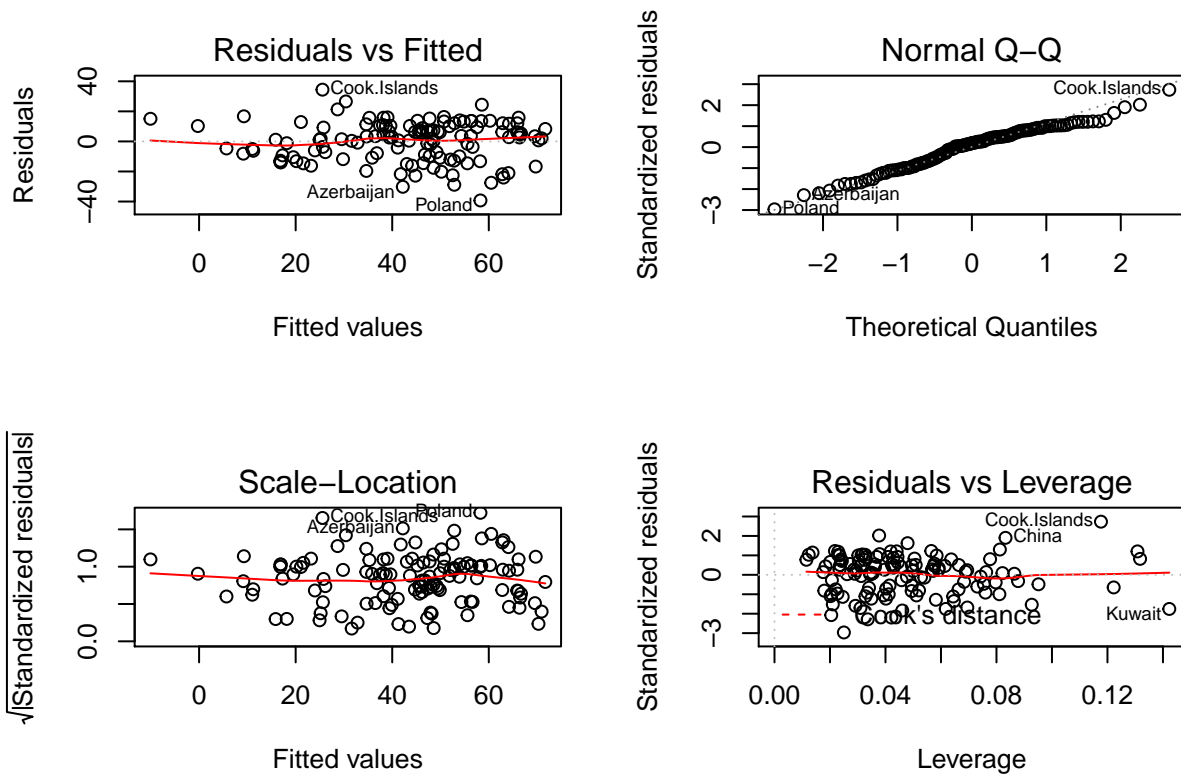 Residuals vs Fitted
Residuals
40
0
−40
Cook.Islands
Azerbaijan
Poland
0 20 40 60
Fitted values
Normal Q−Q
Standardized residuals
2
0
−3
Cook.Islands
Azerbaijan
Poland
−2 −1 0 1 2
Theoretical Quantiles
Scale−Location
√|Standardized residuals|
1.0
0.0
Poland
Cook.Islands
Azerbaijan
0 20 40 60
Fitted values
Residuals vs Leverage
Standardized residuals
2
0
−3
Cook.Islands
China
Kuwait
Cook's distance
0.00 0.04 0.08 0.12
Leverage